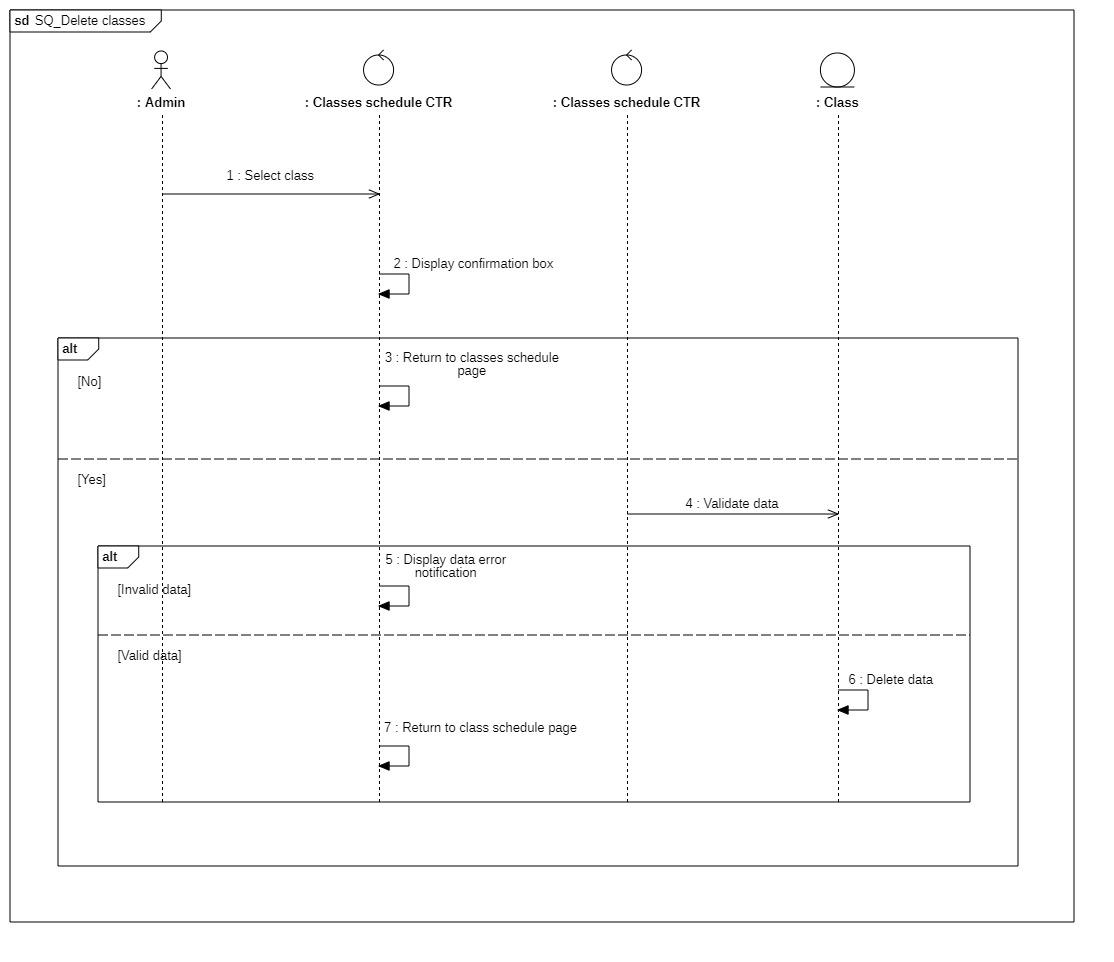 sd SQ_Delete classes
: Admin
: Classes schedule CTR
: Classes schedule CTR
: Class
1 : Select class
2 : Display confirmation box
alt
3 : Return to classes schedule
page
[No]
[Yes]
4 : Validate data
alt
5 : Display data error
notification
[Invalid data]
[Valid data]
6 : Delete data
7 : Return to class schedule page